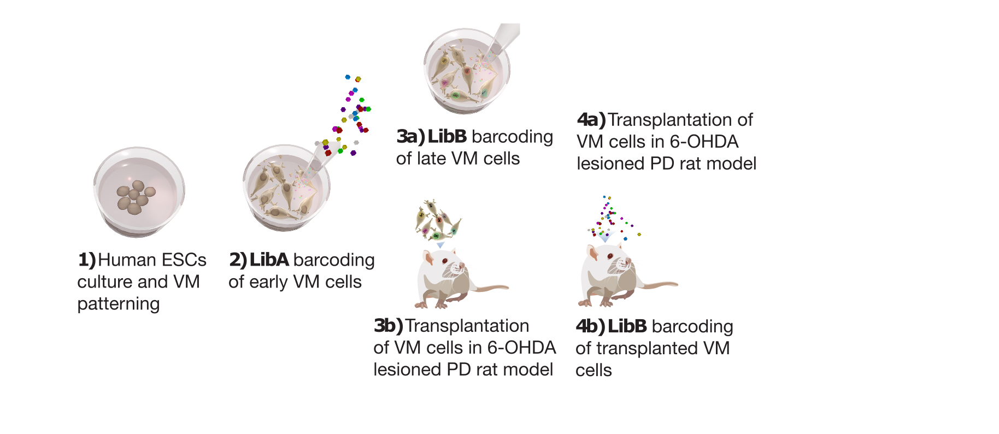 1) Human ESCs
culture and VM
patterning
2) LibA barcoding
of early VM cells
3a) LibB barcoding
of late VM cells
4a) Transplantation of
VM cells in 6-OHDA
lesioned PD rat model
3b) Transplantation
of VM cells in 6-OHDA
lesioned PD rat model
4b) LibB barcoding
of transplanted VM
cells